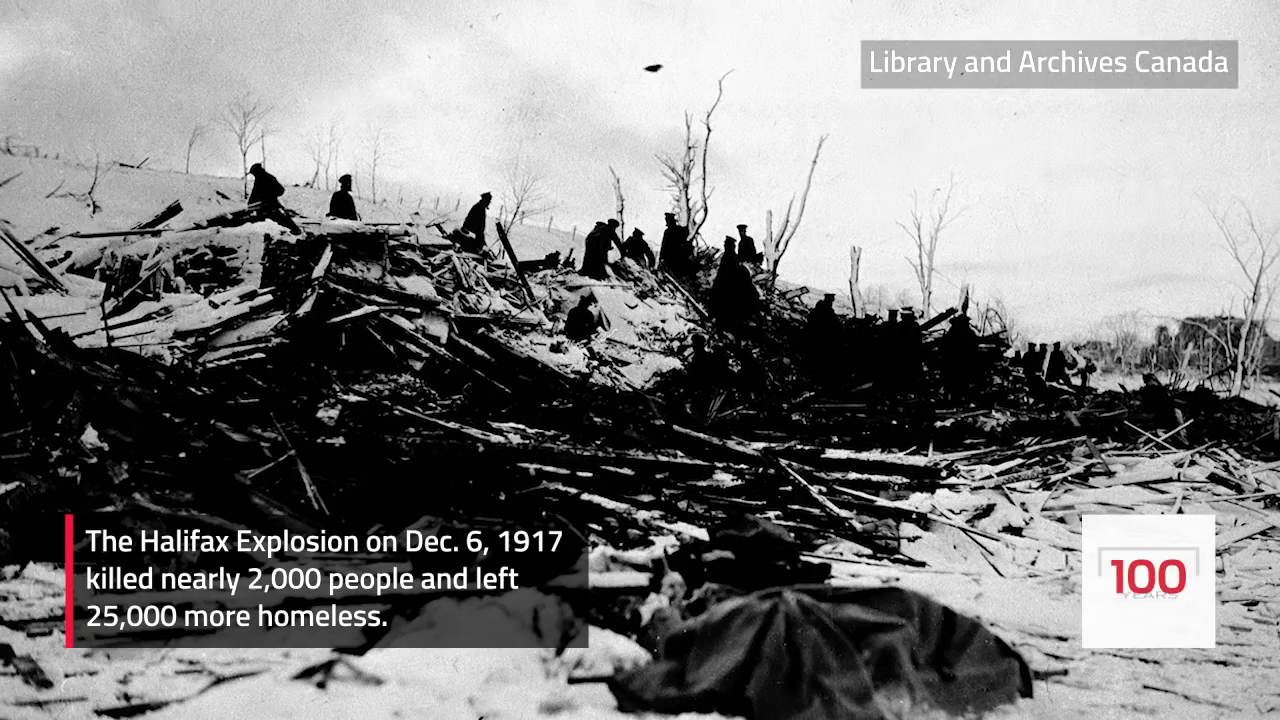 Library and Archives Canada
The Halifax Explosion on Dec. 6, 1917
killed nearly 2,000 people and left
25,000 more homeless.
100
YEARS